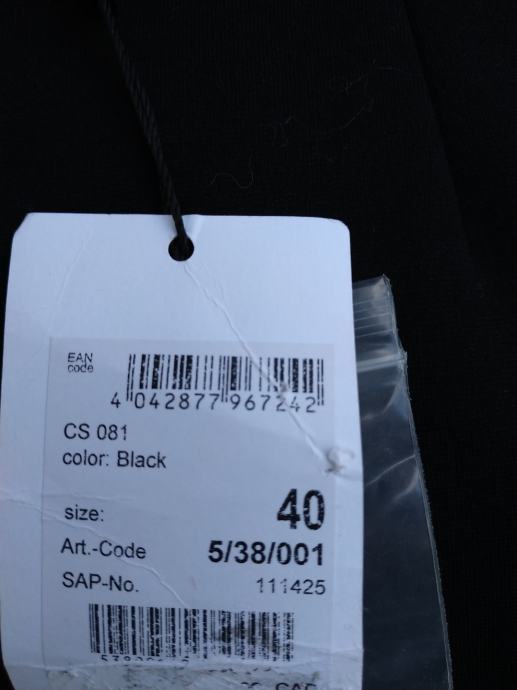 EAN
code
4 042877 967242
CS 081
color: Black
size: 40
Art.-Code 5/38/001
SAP-No. 111425